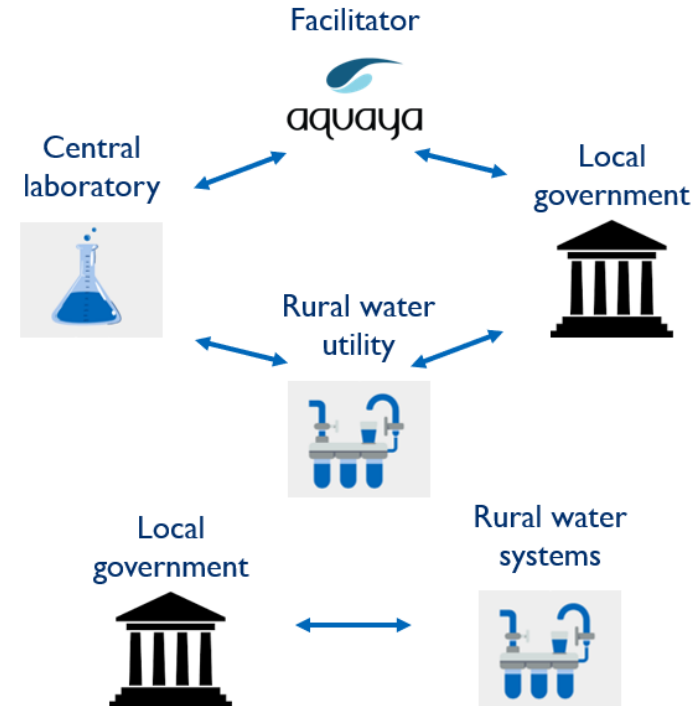 Facilitator
aquaya
Central
laboratory
Local
government
Rural water
utility
Local
government
Rural water
systems